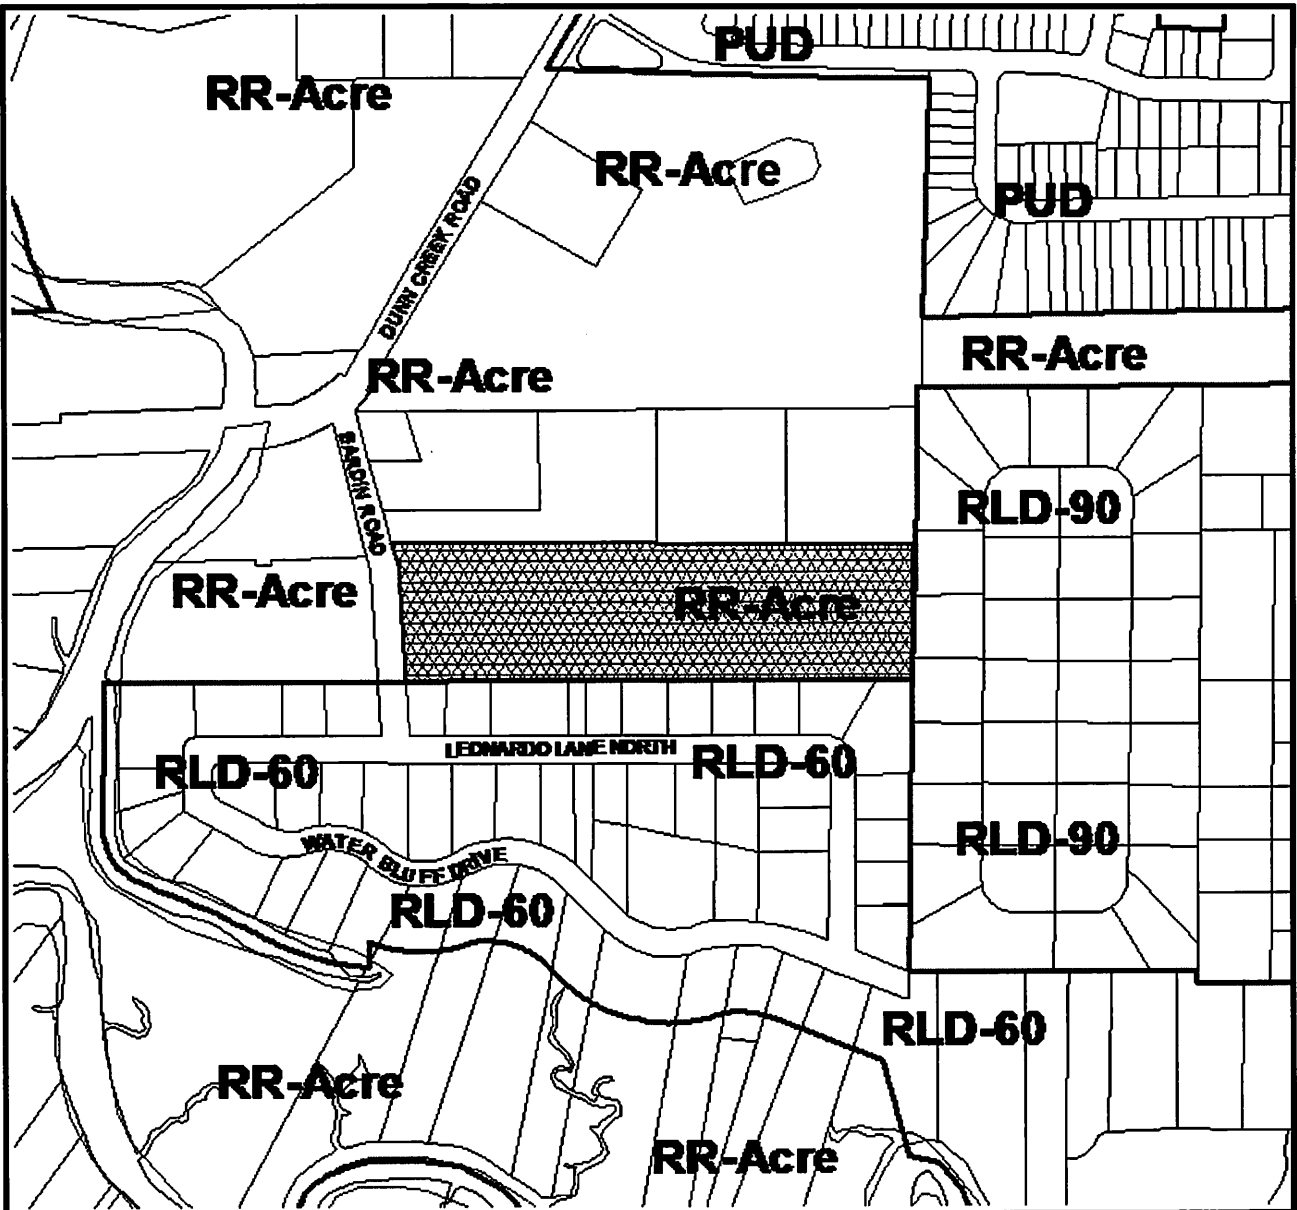 PUD
RR-Acre
RR-Acre
PUD
DUNN CREEK ROAD
RR-Acre
RR-Acre
BARDIN ROAD
RLD-90
RR-Acre
RR-Acre
LEONARDO LANE NORTH
RLD-60
RLD-60
WATER BLUFF DRIVE
RLD-90
RLD-60
RLD-60
RR-Acre
RR-Acre